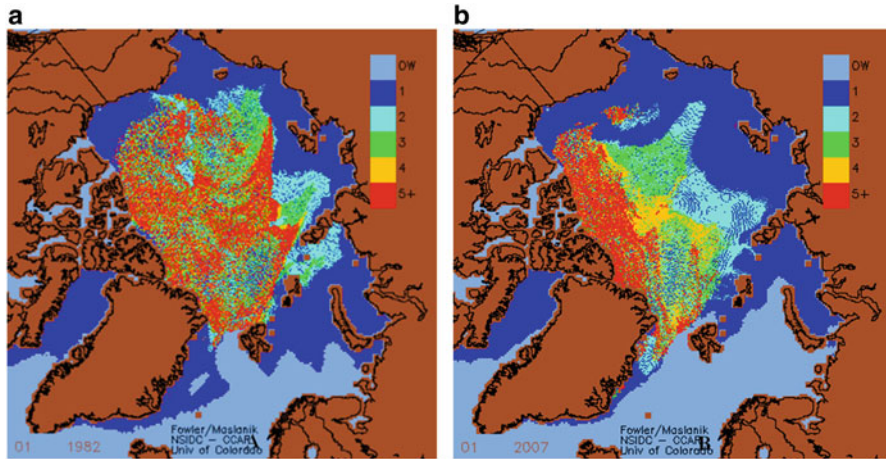 a
OW
1
2
3
4
5+
Fowler/Maslanik
NSIDC – CCAR
Univ of Colorado
A
01 1982
b
OW
1
2
3
4
5+
Fowler/Maslanik
NSIDC – CCAR
Univ of Colorado
B
01 2007